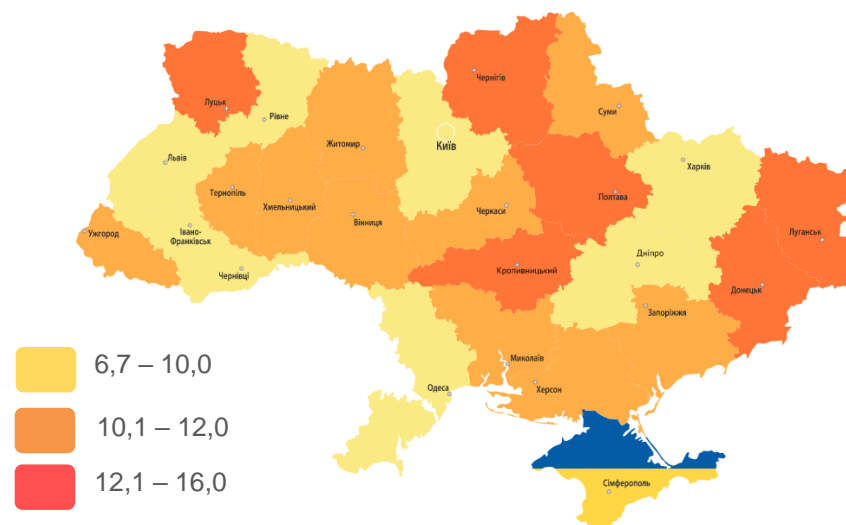 Чернігів
Луцьк
Суми
Рівне
Київ
Житомир
Львів
Харків
Тернопіль
Полтава
Хмельницький
Черкаси
Вінниця
Луганськ
Ужгород
Івано-
Франківськ
Дніпро
Чернівці
Кропивницький
Донецьк
Запоріжжя
Миколаїв
6,7 – 10,0
Одеса
Херсон
10,1 – 12,0
12,1 – 16,0
Сімферополь